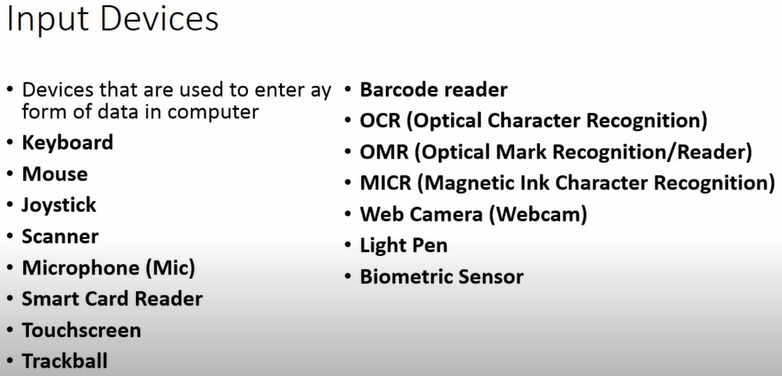 Input Devices
• Devices that are used to enter ay
form of data in computer
• Keyboard
• Mouse
• Joystick
• Scanner
• Microphone (Mic)
• Smart Card Reader
• Touchscreen
• Trackball
• Barcode reader
• OCR (Optical Character Recognition)
• OMR (Optical Mark Recognition/Reader)
• MICR (Magnetic Ink Character Recognition)
• Web Camera (Webcam)
• Light Pen
• Biometric Sensor